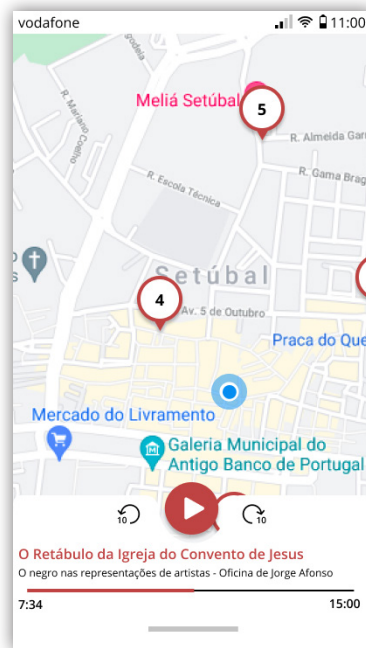 vodafone 11:00
Meliá Setúbal
5
R. Almeida Gar
R. Mariano
Coelho
R. Gama Brag
R. Escola Técnica
Setúbal
4
Av. 5 de Outubro
Praca do Que
Mercado do Livramento
Galeria Municipal do
Antigo Banco de Portugal
10 10
O Retábulo da Igreja do Convento de Jesus
O negro nas representações de artistas - Oficina de Jorge Afonso
7:34 15:00